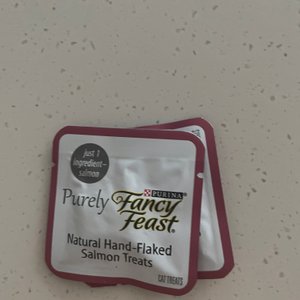 just 1
ingredient–
salmon
PURINA
Purely Fancy
Feast
Natural Hand-Flaked
Salmon Treats
CAT TREATS